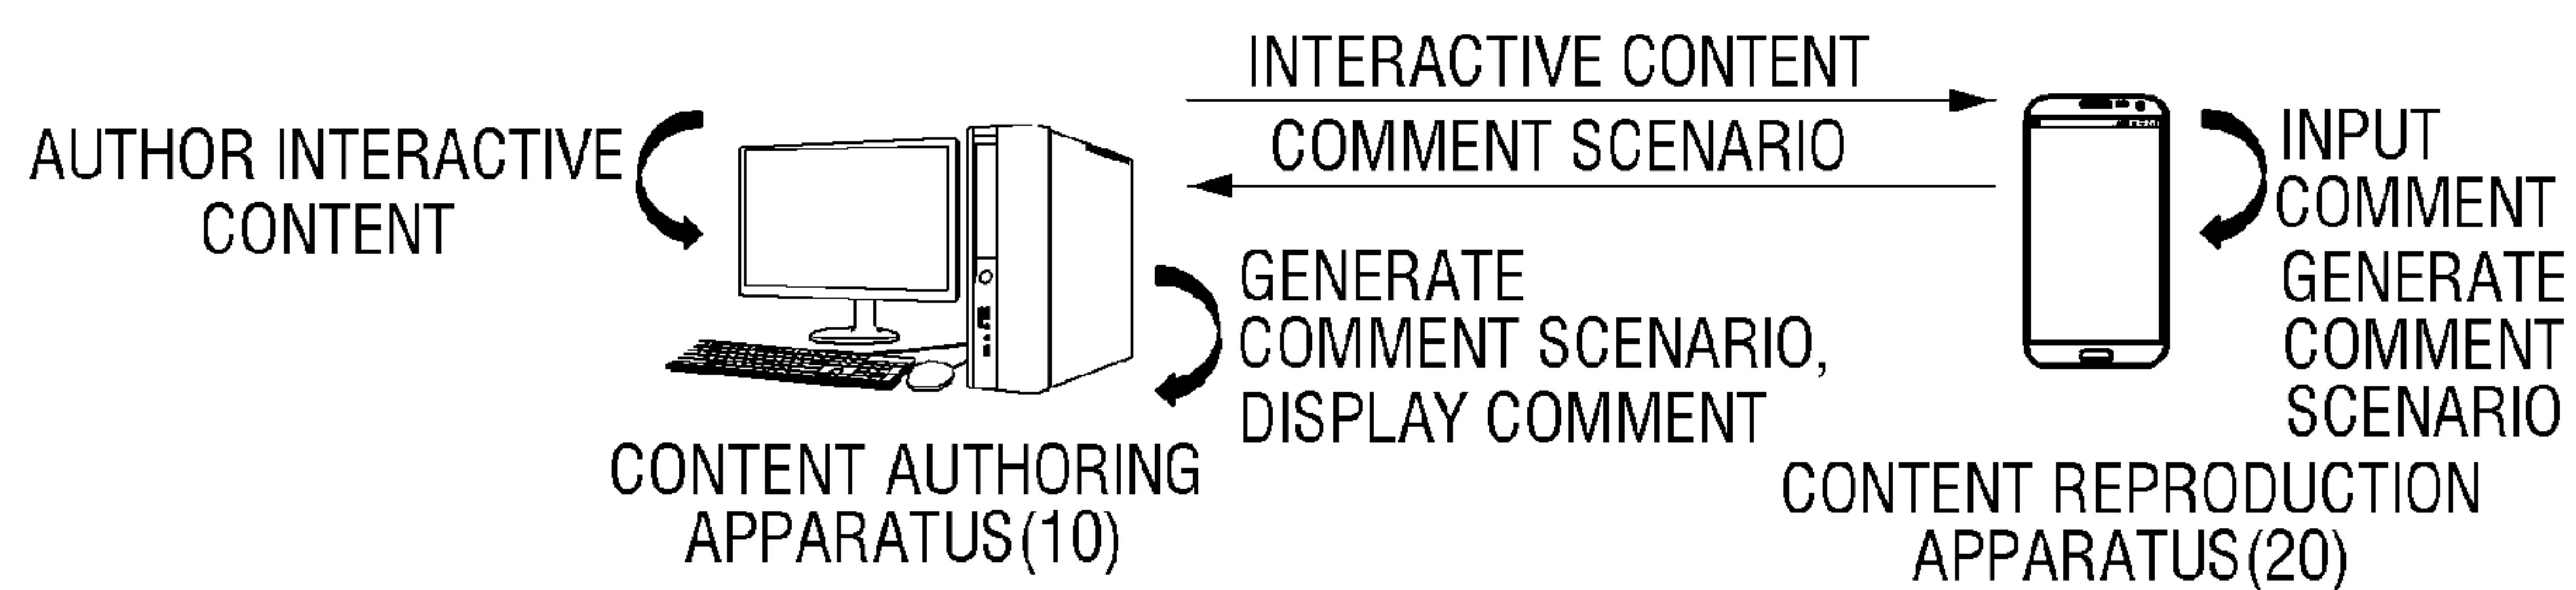 AUTHOR INTERACTIVE
CONTENT
INTERACTIVE CONTENT
COMMENT SCENARIO
GENERATE
COMMENT SCENARIO,
DISPLAY COMMENT
CONTENT AUTHORING
APPARATUS(10)
INPUT
COMMENT
GENERATE
COMMENT
SCENARIO
CONTENT REPRODUCTION
APPARATUS(20)